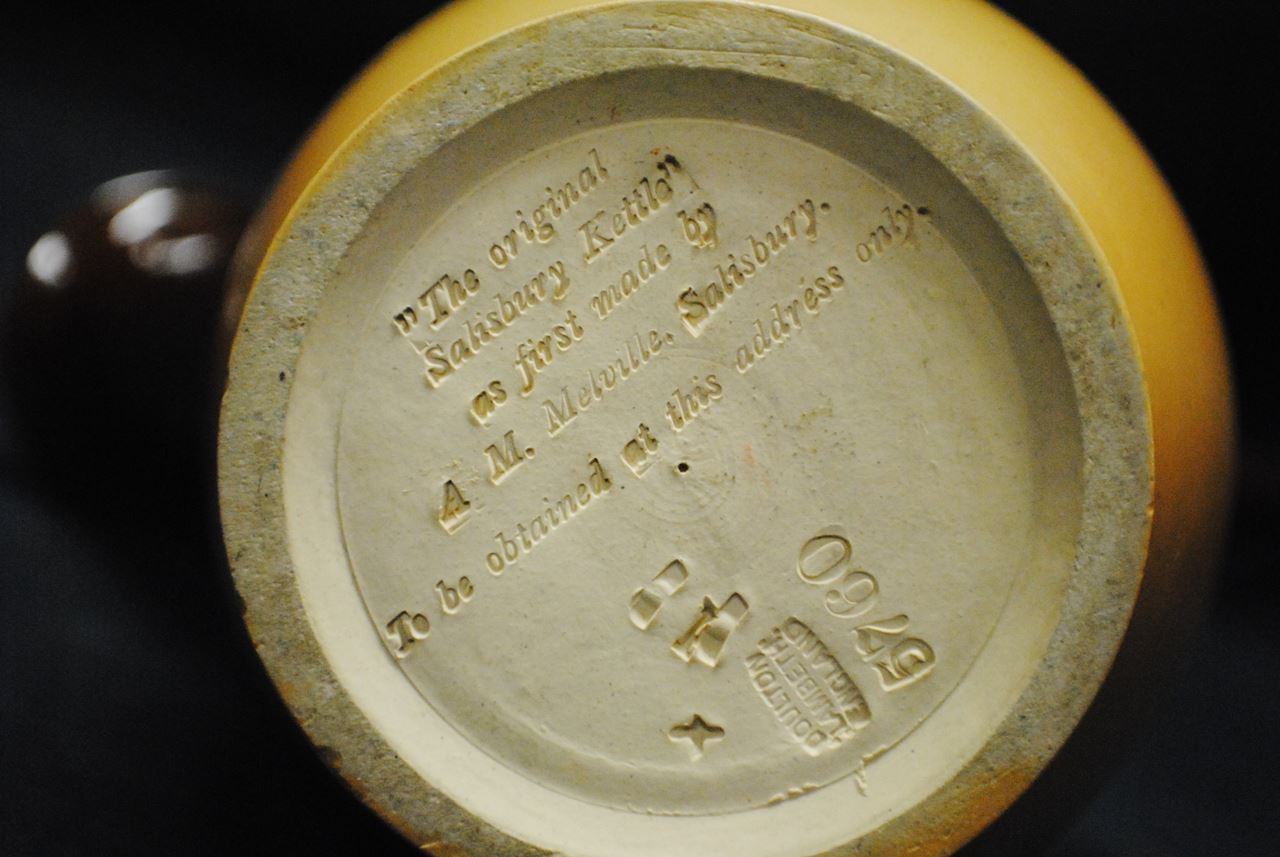 "The original
Salisbury Kettle"
as first made by
A M. Melville. Salisbury.
To be obtained at this address only.
5760
DOULTON
LAMBETH
ENGLAND